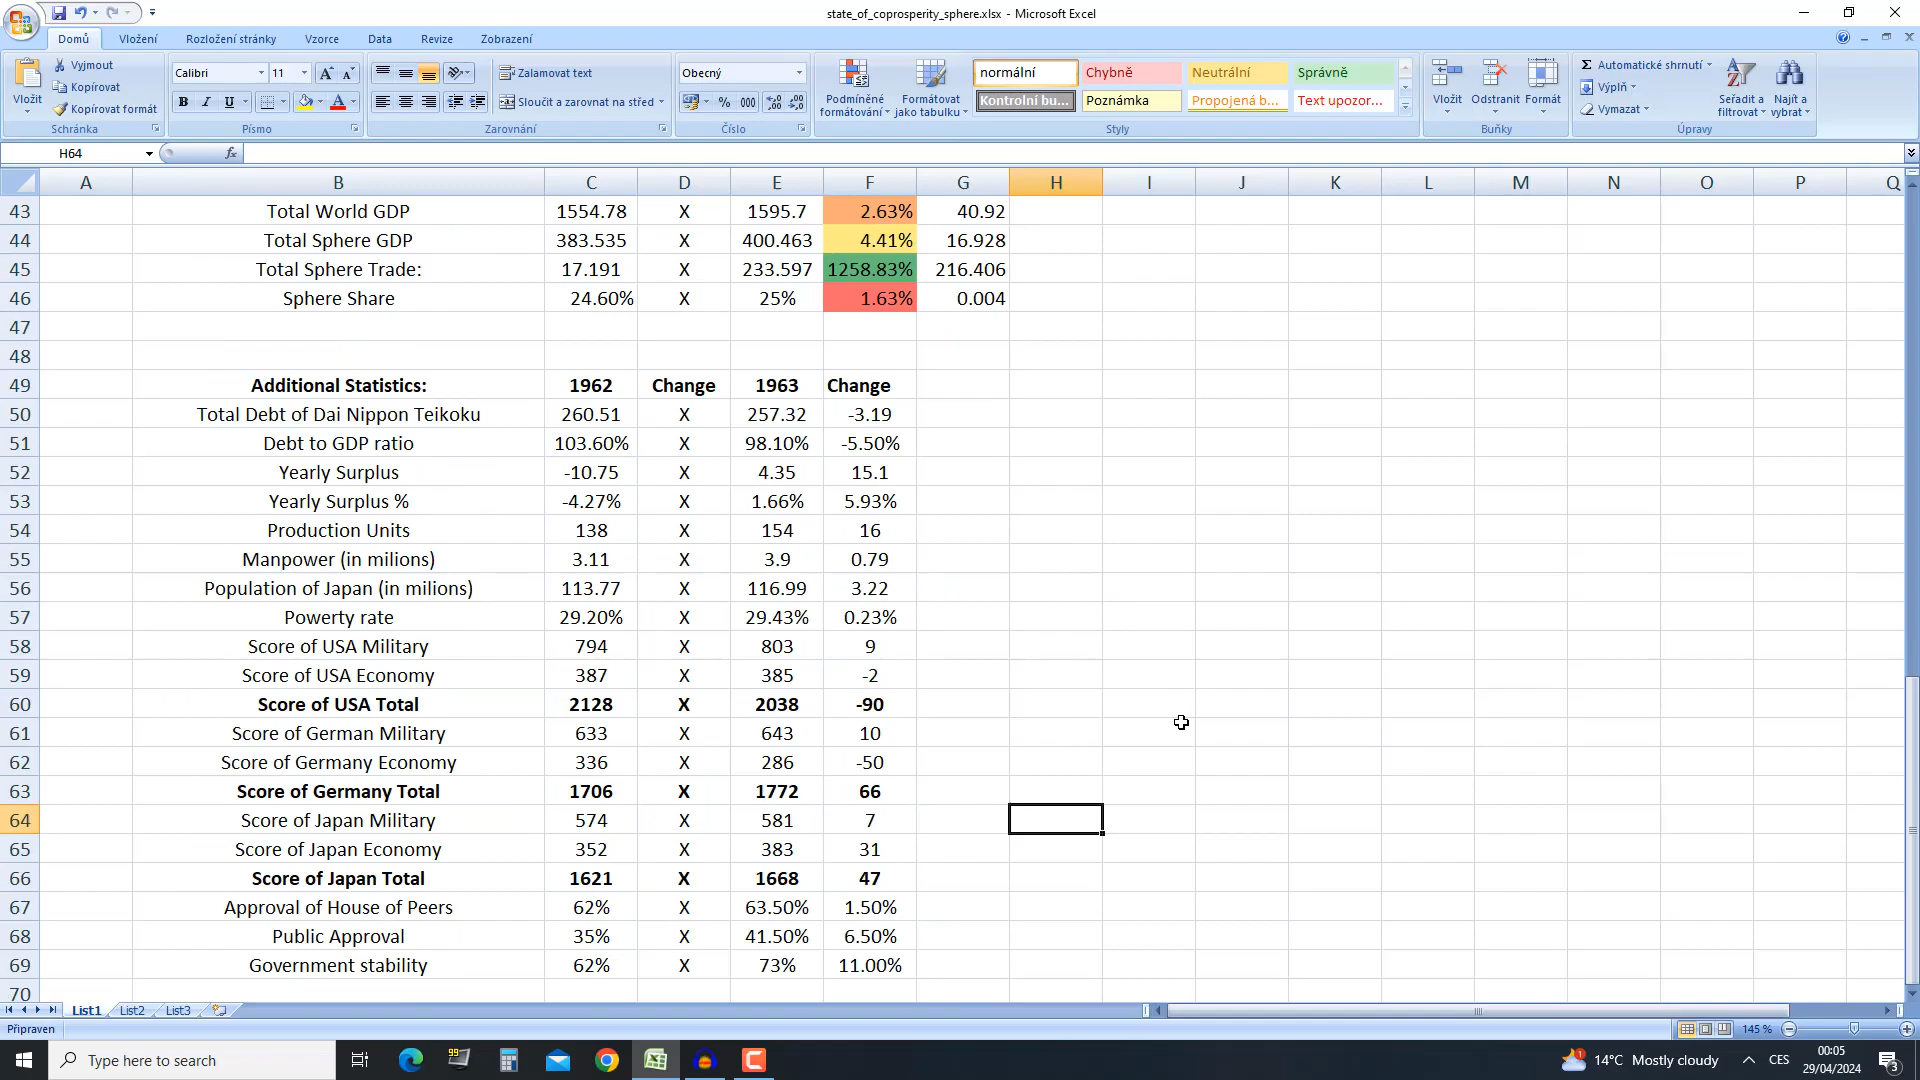 state_of_coprosperity_sphere.xlsx - Microsoft Excel
Domů Vložení Rozložení stránky Vzorce Data Revize Zobrazení
Vložit Vyjmout Kopírovat Kopírovat formát Schránka
Calibri 11 B I U A A A Písmo
Zalamovat text Sloučit a zarovnat na střed Zarovnání
Obecný % 000 Číslo
Podmíněné formátování Formátovat jako tabulku
normální Chybně Neutrální Správně
Kontrolní bu... Poznámka Propojená b... Text upozor...
Styly
Vložit Odstranit Formát Buňky
Σ Automatické shrnutí Výplň Vymazat Seřadit a filtrovat Najít a vybrat Úpravy
H64 fx
A B C D E F G H I J K L M N O P Q
43 Total World GDP 1554.78 X 1595.7 2.63% 40.92
44 Total Sphere GDP 383.535 X 400.463 4.41% 16.928
45 Total Sphere Trade: 17.191 X 233.597 1258.83% 216.406
46 Sphere Share 24.60% X 25% 1.63% 0.004
47
48
49 Additional Statistics: 1962 Change 1963 Change
50 Total Debt of Dai Nippon Teikoku 260.51 X 257.32 -3.19
51 Debt to GDP ratio 103.60% X 98.10% -5.50%
52 Yearly Surplus -10.75 X 4.35 15.1
53 Yearly Surplus % -4.27% X 1.66% 5.93%
54 Production Units 138 X 154 16
55 Manpower (in milions) 3.11 X 3.9 0.79
56 Population of Japan (in milions) 113.77 X 116.99 3.22
57 Powerty rate 29.20% X 29.43% 0.23%
58 Score of USA Military 794 X 803 9
59 Score of USA Economy 387 X 385 -2
60 Score of USA Total 2128 X 2038 -90
61 Score of German Military 633 X 643 10
62 Score of Germany Economy 336 X 286 -50
63 Score of Germany Total 1706 X 1772 66
64 Score of Japan Military 574 X 581 7
65 Score of Japan Economy 352 X 383 31
66 Score of Japan Total 1621 X 1668 47
67 Approval of House of Peers 62% X 63.50% 1.50%
68 Public Approval 35% X 41.50% 6.50%
69 Government stability 62% X 73% 11.00%
70
List1 List2 List3
Připraven 145 %
Type here to search 99 14°C Mostly cloudy CES 00:05
29/04/2024 3